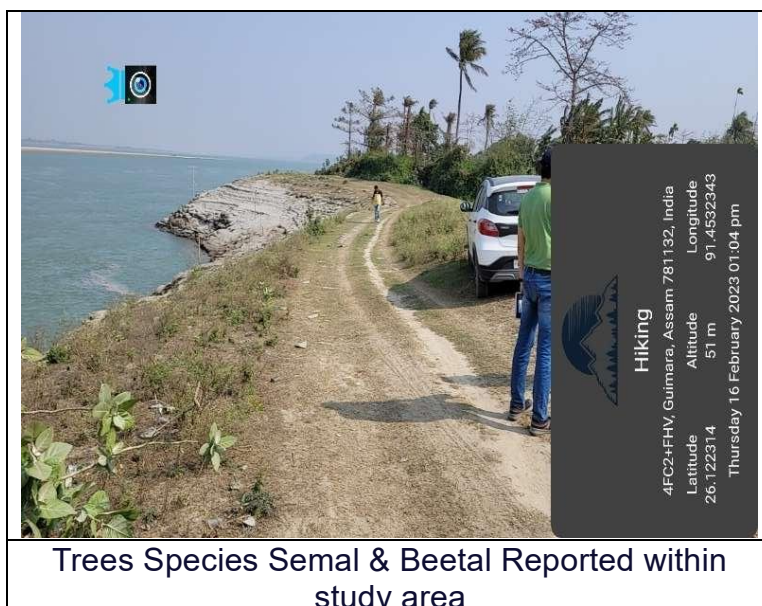 Hiking
4FC2+FHV, Guimara, Assam 781132, India
Latitude Altitude Longitude
26.122314 51 m 91.4532343
Thursday 16 February 2023 01:04 pm
Trees Species Semal & Beetal Reported within
study area